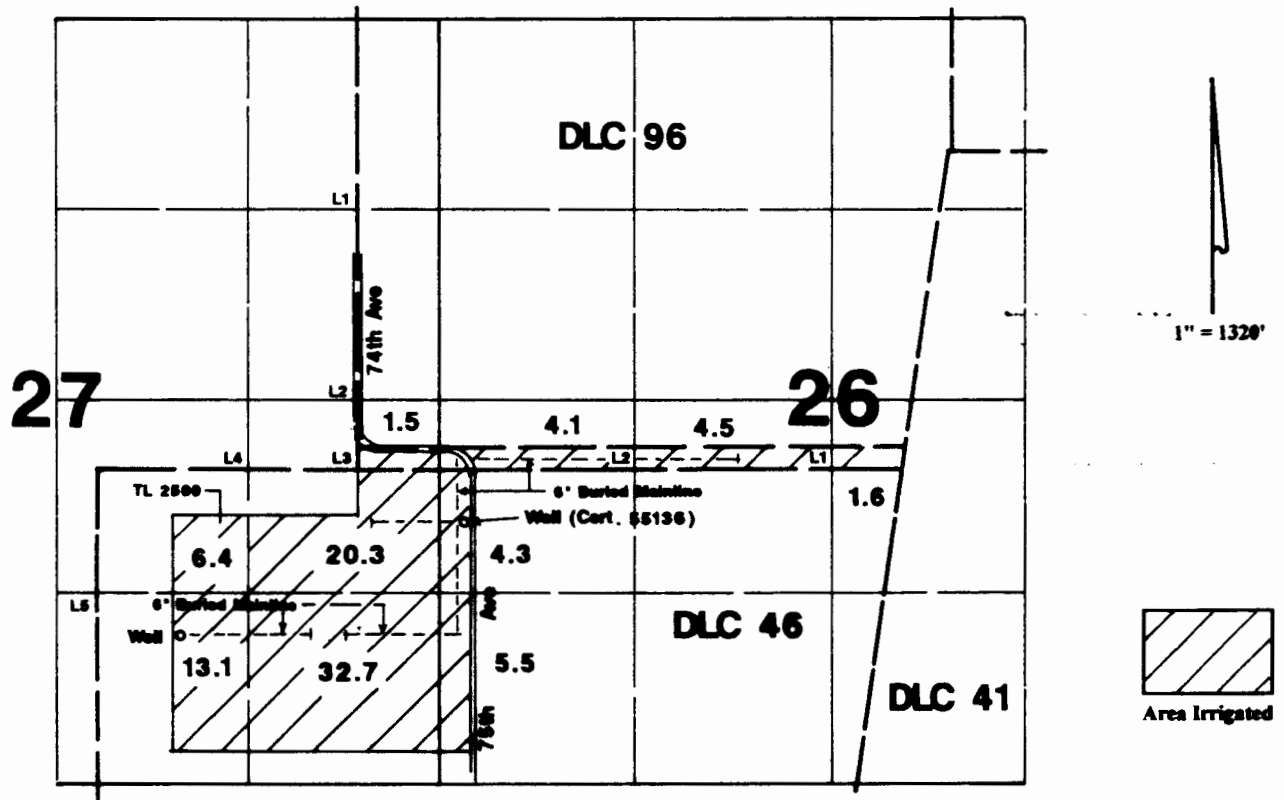 DLC 96
L1
74th Ave
1" = 1320'
27
L2
26
1.5
4.1
4.5
L4
L3
L2
L1
TL 2500
6" Buried Mainline
1.6
Well (Cert. 55136)
6.4
20.3
4.3
L5
6" Buried Mainline
Ave
DLC 46
Well
13.1
32.7
5.5
75th
DLC 41
Area Irrigated